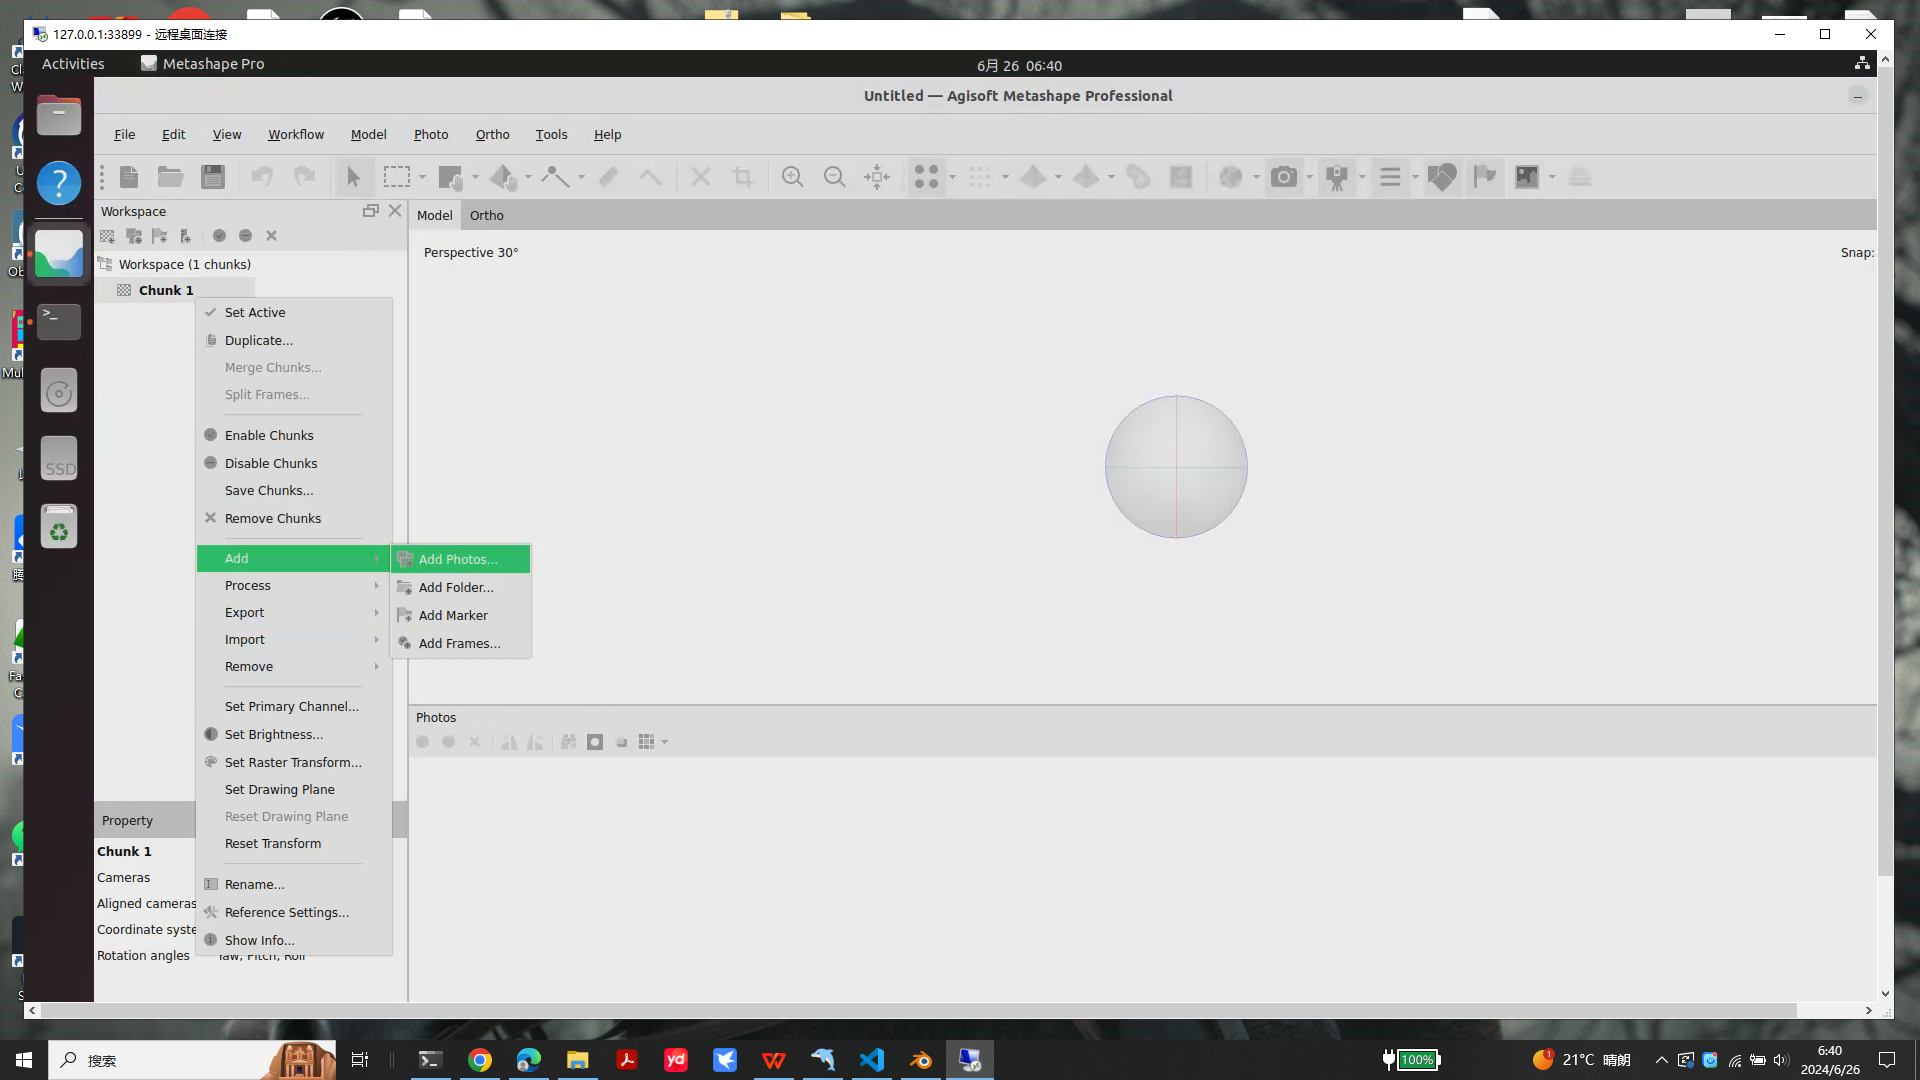 127.0.0.1:33899 - 远程桌面连接
Activities
Metashape Pro
6月 26 06:40
Untitled — Agisoft Metashape Professional
File
Edit
View
Workflow
Model
Photo
Ortho
Tools
Help
Workspace
Model
Ortho
Perspective 30°
Snap:
Workspace (1 chunks)
Chunk 1
Set Active
Duplicate...
Merge Chunks...
Split Frames...
Enable Chunks
Disable Chunks
Save Chunks...
Remove Chunks
Add
Process
Export
Import
Remove
Add Photos...
Add Folder...
Add Marker
Add Frames...
Set Primary Channel...
Set Brightness...
Set Raster Transform...
Set Drawing Plane
Reset Drawing Plane
Reset Transform
Rename...
Reference Settings...
Show Info...
Photos
Property
Chunk 1
Cameras
Aligned cameras
Coordinate syste
Rotation angles
Yaw, Pitch, Roll
SSD
搜索
yd
100%
1
21°C 晴朗
6:40
2024/6/26